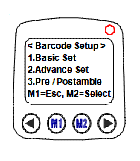 < Barcode Setup >
1.Basic Set
2.Advance Set
3.Pre / Postamble
M1=Esc, M2=Select
M1 M2